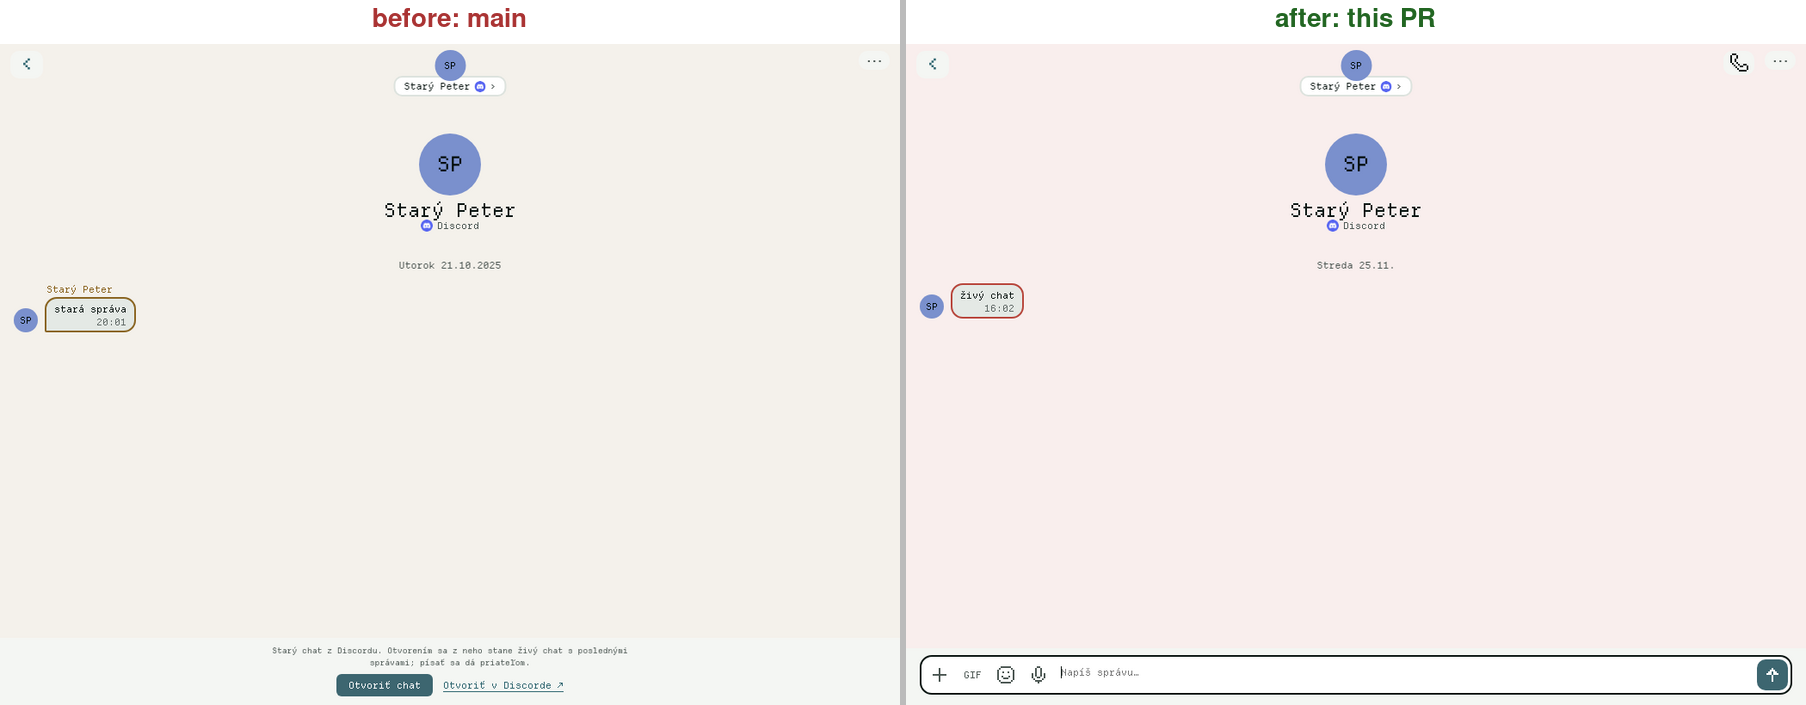 before: main
SP
Starý Peter
SP
Starý Peter
Discord
Utorok 21.10.2025
Starý Peter
SP
stará správa
20:01
Starý chat z Discordu. Otvorením sa z neho stane živý chat s poslednými
správami; písať sa dá priateľom.
Otvoriť chat
Otvoriť v Discorde ↗
after: this PR
SP
Starý Peter
SP
Starý Peter
Discord
Streda 25.11.
SP
živý chat
16:02
GIF
Napíš správu…